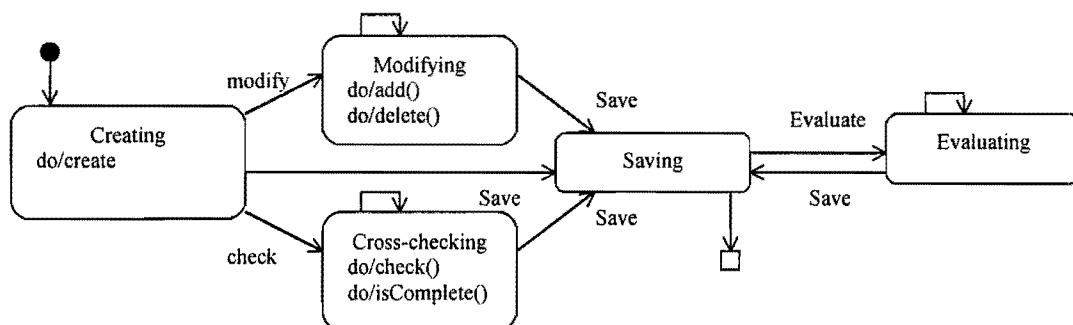 modify
Modifying
do/add()
do/delete()
Creating
do/create
Save
Save
Saving
Evaluate
Evaluating
Save
check
Cross-checking
do/check()
do/isComplete()
Save